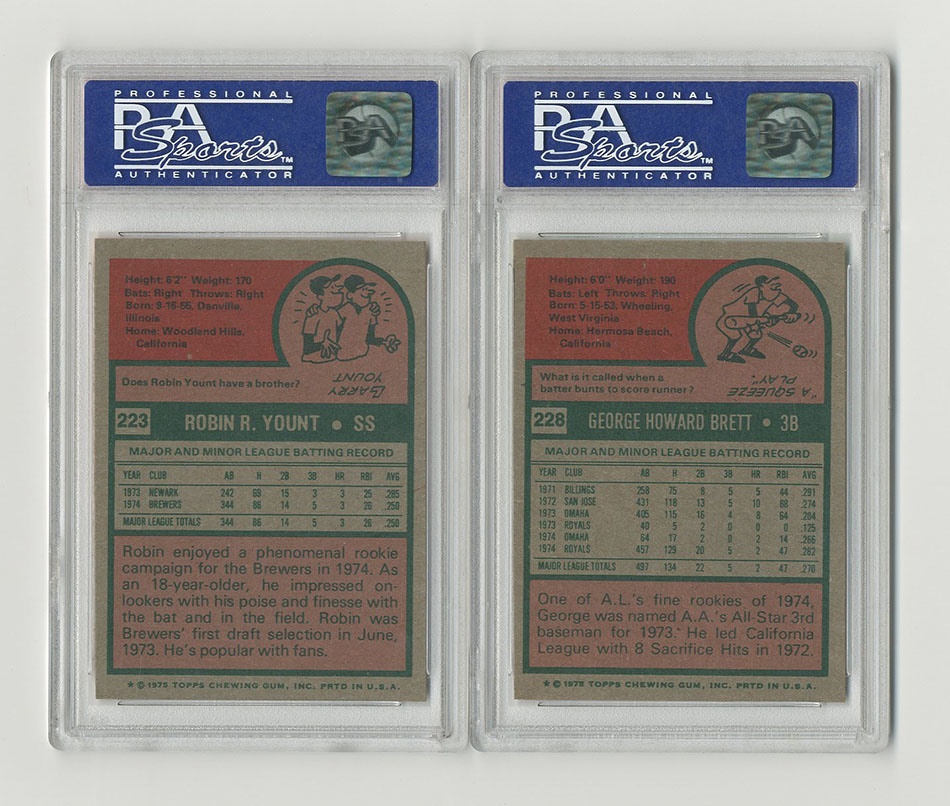 PROFESSIONAL
PSA
Sports™
AUTHENTICATOR
PSA
Height: 6'2" Weight: 170
Bats: Right Throws: Right
Born: 9-16-55, Danville,
Illinois
Home: Woodland Hills,
California
Does Robin Yount have a brother?
LARRY
YOUNT
223
ROBIN R. YOUNT • SS
MAJOR AND MINOR LEAGUE BATTING RECORD
YEAR CLUB AB H 2B 3B HR RBI AVG
1973 NEWARK 242 69 15 3 3 25 .285
1974 BREWERS 344 86 14 5 3 26 .250
MAJOR LEAGUE TOTALS 344 86 14 5 3 26 .250
Robin enjoyed a phenomenal rookie
campaign for the Brewers in 1974. As
an 18-year-older, he impressed on-
lookers with his poise and finesse with
the bat and in the field. Robin was
Brewers' first draft selection in June,
1973. He's popular with fans.
★ © 1975 TOPPS CHEWING GUM, INC. PRTD IN U.S.A.
PROFESSIONAL
PSA
Sports™
AUTHENTICATOR
PSA
Height: 6'0" Weight: 190
Bats: Left Throws: Right
Born: 5-15-53, Wheeling,
West Virginia
Home: Hermosa Beach,
California
What is it called when a
batter bunts to score runner?
"A SQUEEZE
PLAY".
228
GEORGE HOWARD BRETT • 3B
MAJOR AND MINOR LEAGUE BATTING RECORD
YEAR CLUB AB H 2B 3B HR RBI AVG
1971 BILLINGS 258 75 8 5 5 44 .291
1972 SAN JOSE 431 118 13 5 10 68 .274
1973 OMAHA 405 115 16 4 8 64 .284
1973 ROYALS 40 5 2 0 0 0 .125
1974 OMAHA 64 17 2 0 2 14 .266
1974 ROYALS 457 129 20 5 2 47 .282
MAJOR LEAGUE TOTALS 497 134 22 5 2 47 .270
One of A.L.'s fine rookies of 1974,
George was named A.A.'s All-Star 3rd
baseman for 1973. He led California
League with 8 Sacrifice Hits in 1972.
★ © 1975 TOPPS CHEWING GUM, INC. PRTD IN U.S.A.